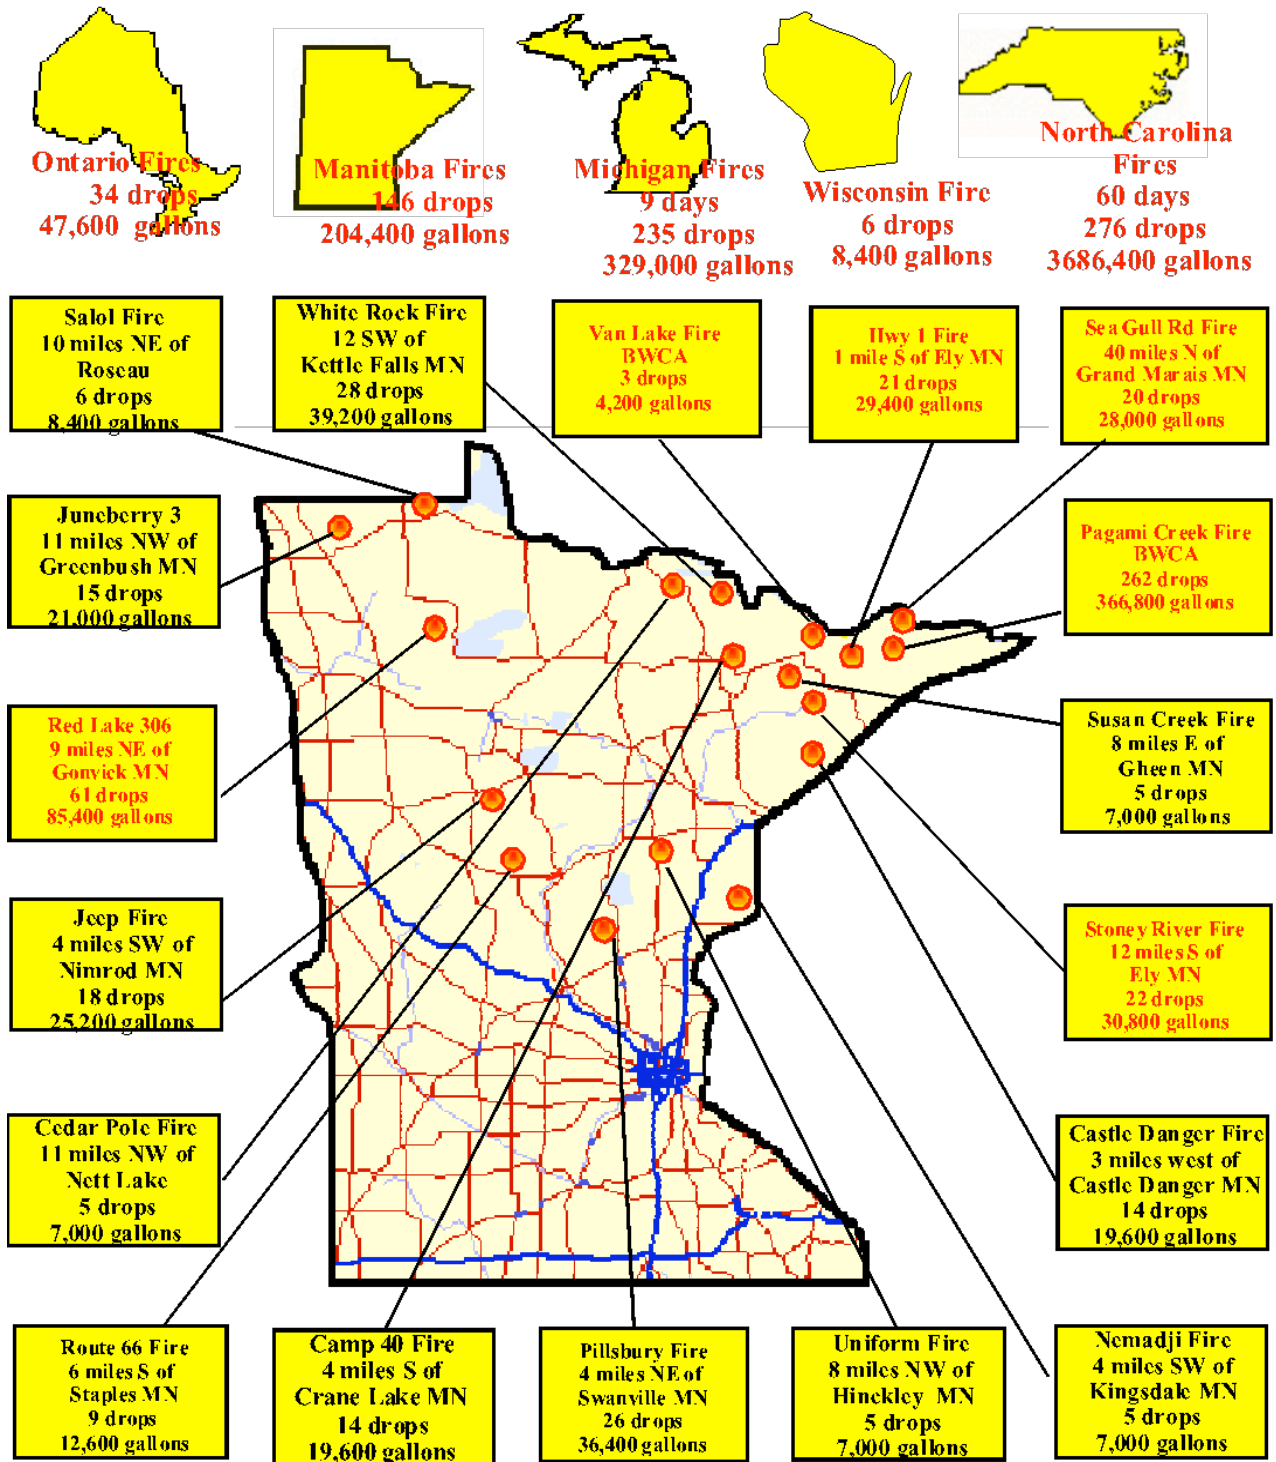 Ontario Fires
34 drops
47,600 gallons
Manitoba Fires
146 drops
204,400 gallons
Michigan Fires
9 days
235 drops
329,000 gallons
Wisconsin Fire
6 drops
8,400 gallons
North Carolina
Fires
60 days
276 drops
3686,400 gallons
Salol Fire
10 miles NE of
Roseau
6 drops
8,400 gallons
White Rock Fire
12 SW of
Kettle Falls MN
28 drops
39,200 gallons
Van Lake Fire
BWCA
3 drops
4,200 gallons
Hwy 1 Fire
1 mile S of Ely MN
21 drops
29,400 gallons
Sea Gull Rd Fire
40 miles N of
Grand Marais MN
20 drops
28,000 gallons
Juneberry 3
11 miles NW of
Greenbush MN
15 drops
21,000 gallons
Pagami Creek Fire
BWCA
262 drops
366,800 gallons
Red Lake 306
9 miles NE of
Gonvick MN
61 drops
85,400 gallons
Susan Creek Fire
8 miles E of
Gheen MN
5 drops
7,000 gallons
Jeep Fire
4 miles SW of
Nimrod MN
18 drops
25,200 gallons
Stoney River Fire
12 miles S of
Ely MN
22 drops
30,800 gallons
Cedar Pole Fire
11 miles NW of
Nett Lake
5 drops
7,000 gallons
Castle Danger Fire
3 miles west of
Castle Danger MN
14 drops
19,600 gallons
Route 66 Fire
6 miles S of
Staples MN
9 drops
12,600 gallons
Camp 40 Fire
4 miles S of
Crane Lake MN
14 drops
19,600 gallons
Pillsbury Fire
4 miles NE of
Swanville MN
26 drops
36,400 gallons
Uniform Fire
8 miles NW of
Hinckley MN
5 drops
7,000 gallons
Nemadji Fire
4 miles SW of
Kingsdale MN
5 drops
7,000 gallons